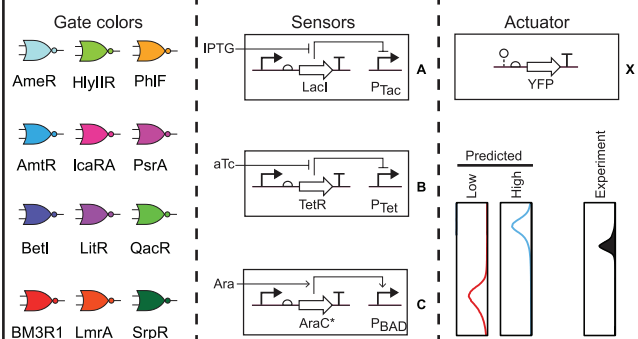 Gate colors
AmeR HlyIIR PhlF
AmtR IcaRA PsrA
BetI LitR QacR
BM3R1 LmrA SrpR
Sensors
IPTG
LacI
PTac
A
aTc
TetR
PTet
B
Ara
AraC*
PBAD
C
Actuator
YFP
X
Predicted
Low
High
Experiment